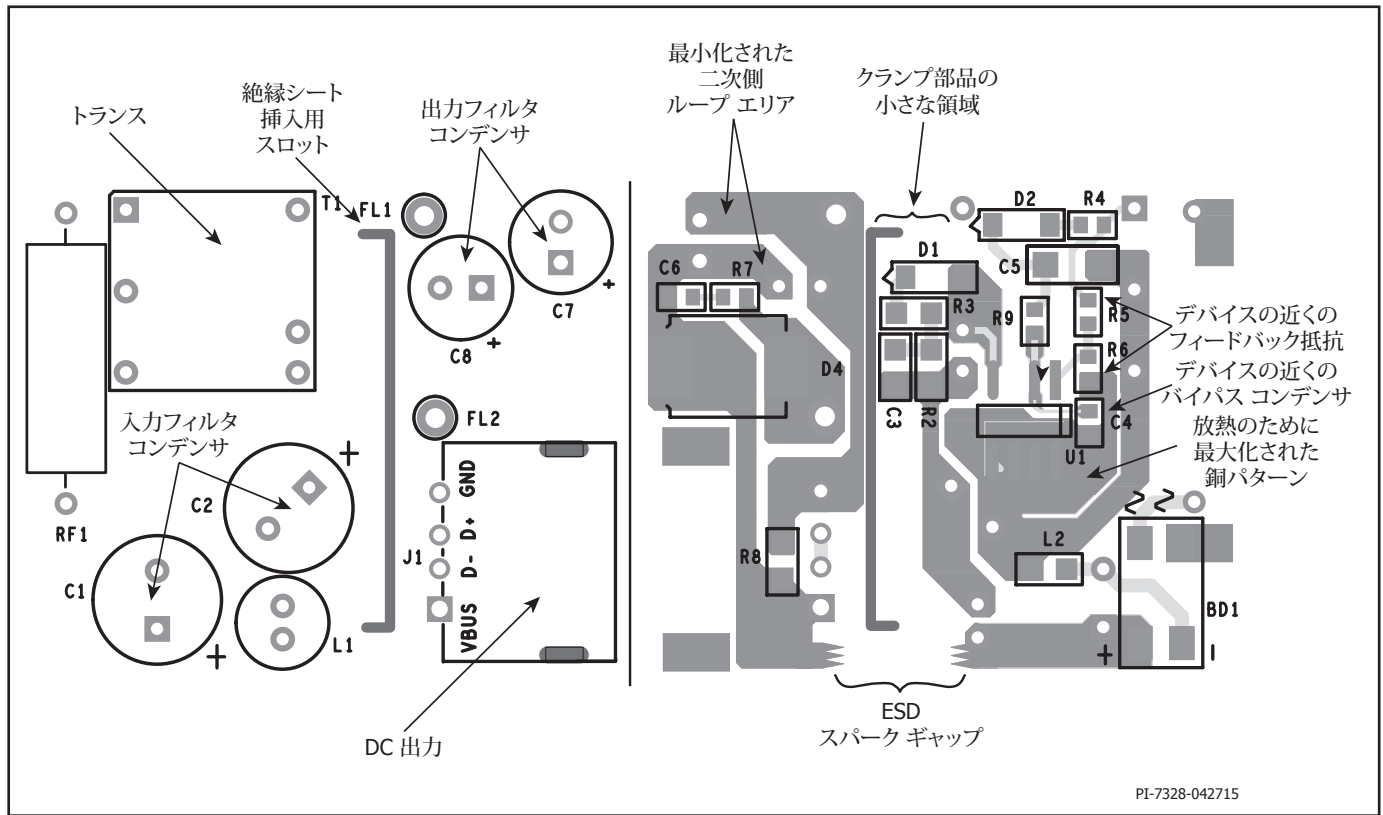 トランス
絶縁シート
挿入用
スロット
出力フィルタ
コンデンサ
最小化された
二次側
ループ エリア
クランプ部品の
小さな領域
T1
FL1
C7
+
C8
+
FL2
入力フィルタ
コンデンサ
RF1
C2
+
C1
+
L1
J1
GND
D+
D-
VBUS
DC 出力
C6
R7
D4
R8
D1
R3
C3
R2
D2
R4
C5
R9
R5
R6
C4
U1
デバイスの近くの
フィードバック抵抗
デバイスの近くの
バイパス コンデンサ
放熱のために
最大化された
銅パターン
L2
BD1
~
~
+
-
ESD
スパーク ギャップ
PI-7328-042715